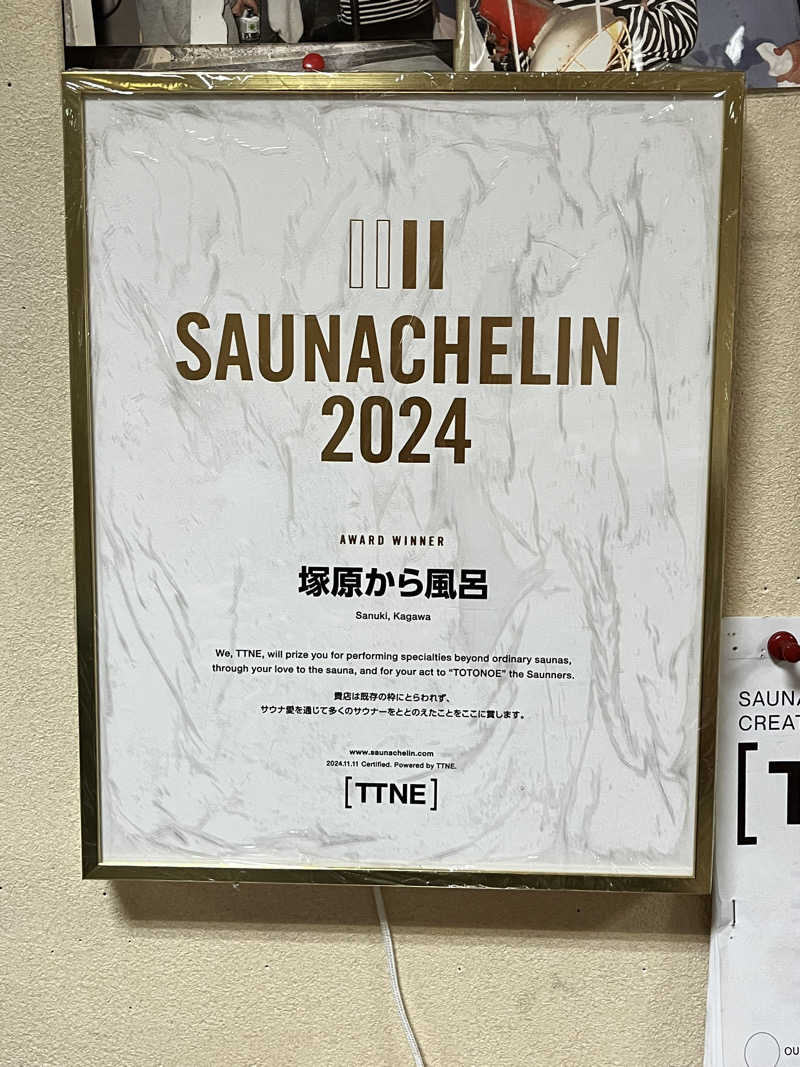 SAUNACHELIN
2024
AWARD WINNER
塚原から風呂
Sanuki, Kagawa
We, TTNE, will prize you for performing specialties beyond ordinary saunas,
through your love to the sauna, and for your act to "TOTONOE" the Saunners.
貴店は既存の枠にとらわれず、
サウナ愛を通じて多くのサウナーをととのえたことをここに賞します。
www.saunachelin.com
2024.11.11 Certified. Powered by TTNE.
[TTNE]
SAUNA
CREAT
[T
OU